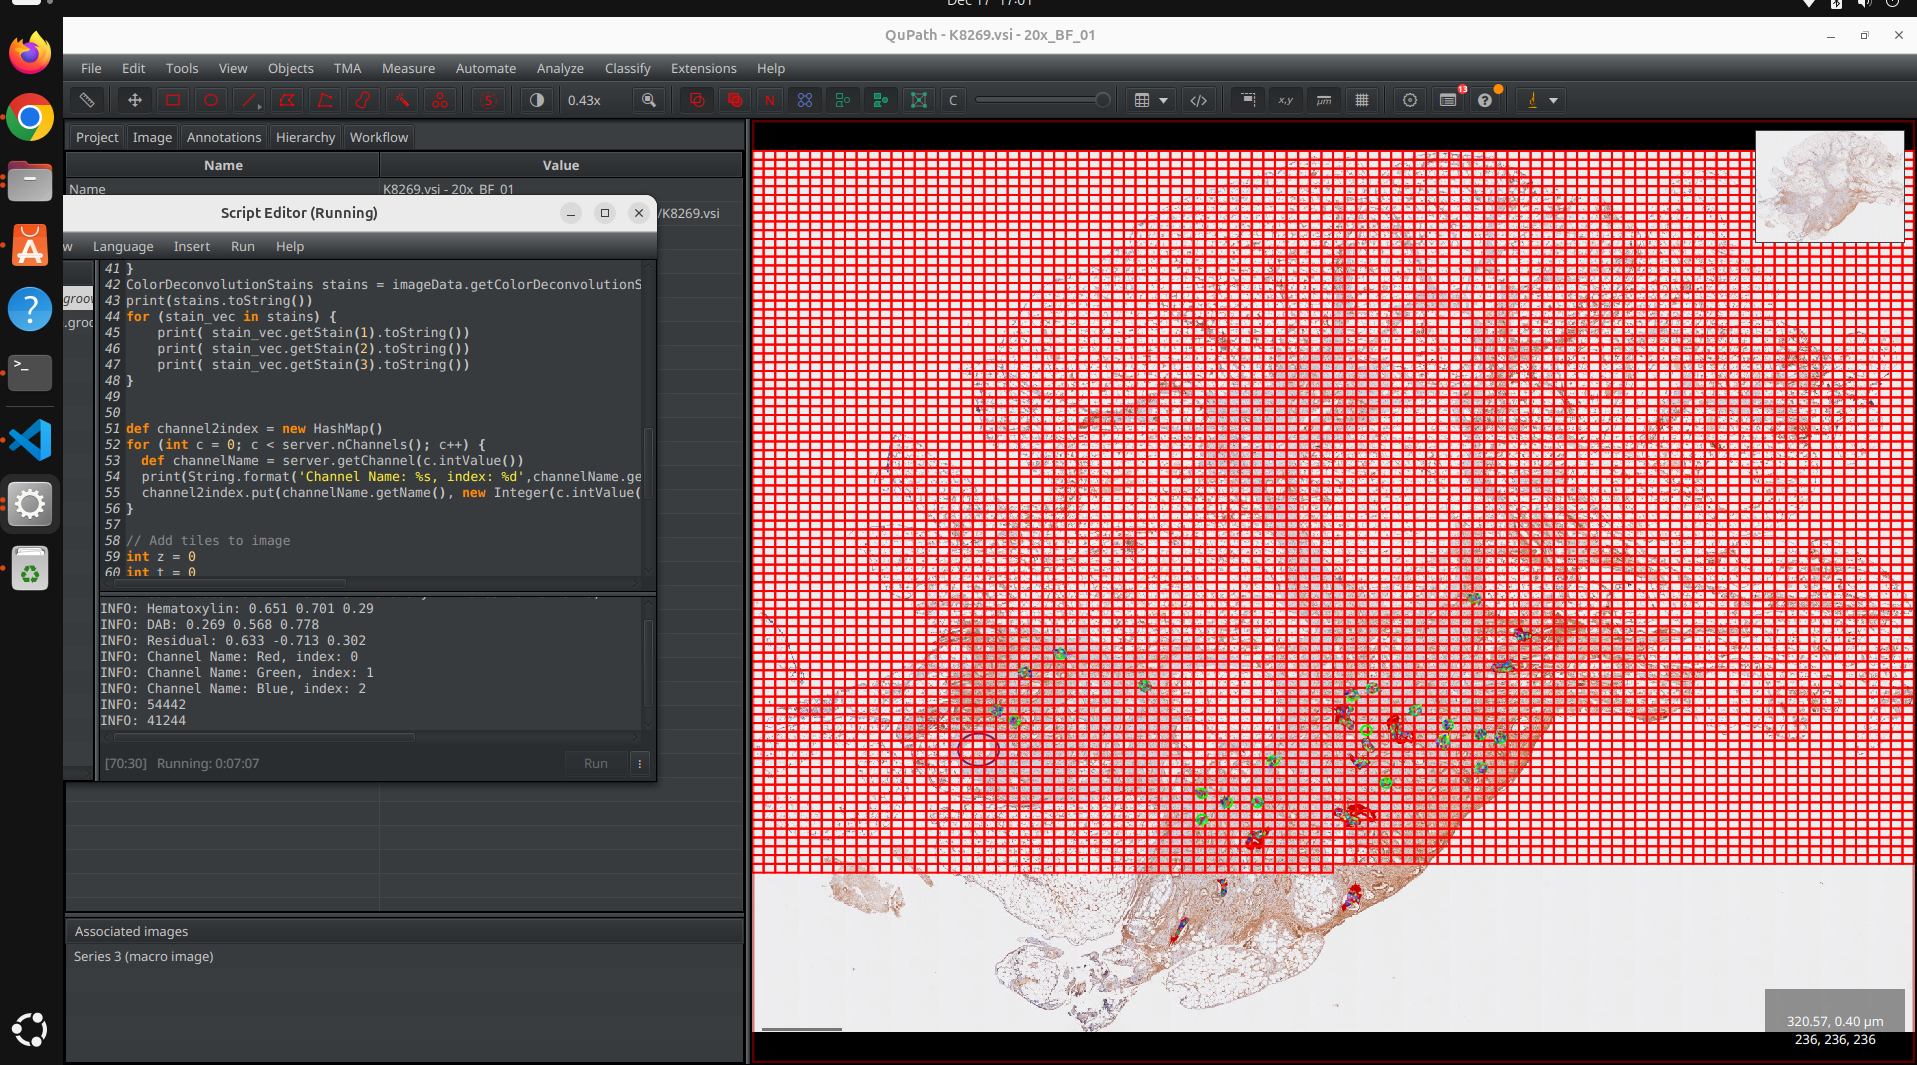 Dec 17 17:01
QuPath - K8269.vsi - 20x_BF_01
File Edit Tools View Objects TMA Measure Automate Analyze Classify Extensions Help
0.43x
N
C
x,y
µm
13
Project Image Annotations Hierarchy Workflow
Name Value
Name K8269.vsi - 20x_BF_01
/K8269.vsi
Script Editor (Running)
w Language Insert Run Help
groov
.groo
41 }
42 ColorDeconvolutionStains stains = imageData.getColorDeconvolutionS
43 print(stains.toString())
44 for (stain_vec in stains) {
45 print( stain_vec.getStain(1).toString())
46 print( stain_vec.getStain(2).toString())
47 print( stain_vec.getStain(3).toString())
48 }
49
50
51 def channel2index = new HashMap()
52 for (int c = 0; c < server.nChannels(); c++) {
53 def channelName = server.getChannel(c.intValue())
54 print(String.format('Channel Name: %s, index: %d',channelName.ge
55 channel2index.put(channelName.getName(), new Integer(c.intValue(
56 }
57
58 // Add tiles to image
59 int z = 0
60 int t = 0
INFO: Hematoxylin: 0.651 0.701 0.29
INFO: DAB: 0.269 0.568 0.778
INFO: Residual: 0.633 -0.713 0.302
INFO: Channel Name: Red, index: 0
INFO: Channel Name: Green, index: 1
INFO: Channel Name: Blue, index: 2
INFO: 54442
INFO: 41244
[70:30] Running: 0:07:07
Run
Associated images
Series 3 (macro image)
320.57, 0.40 µm
236, 236, 236